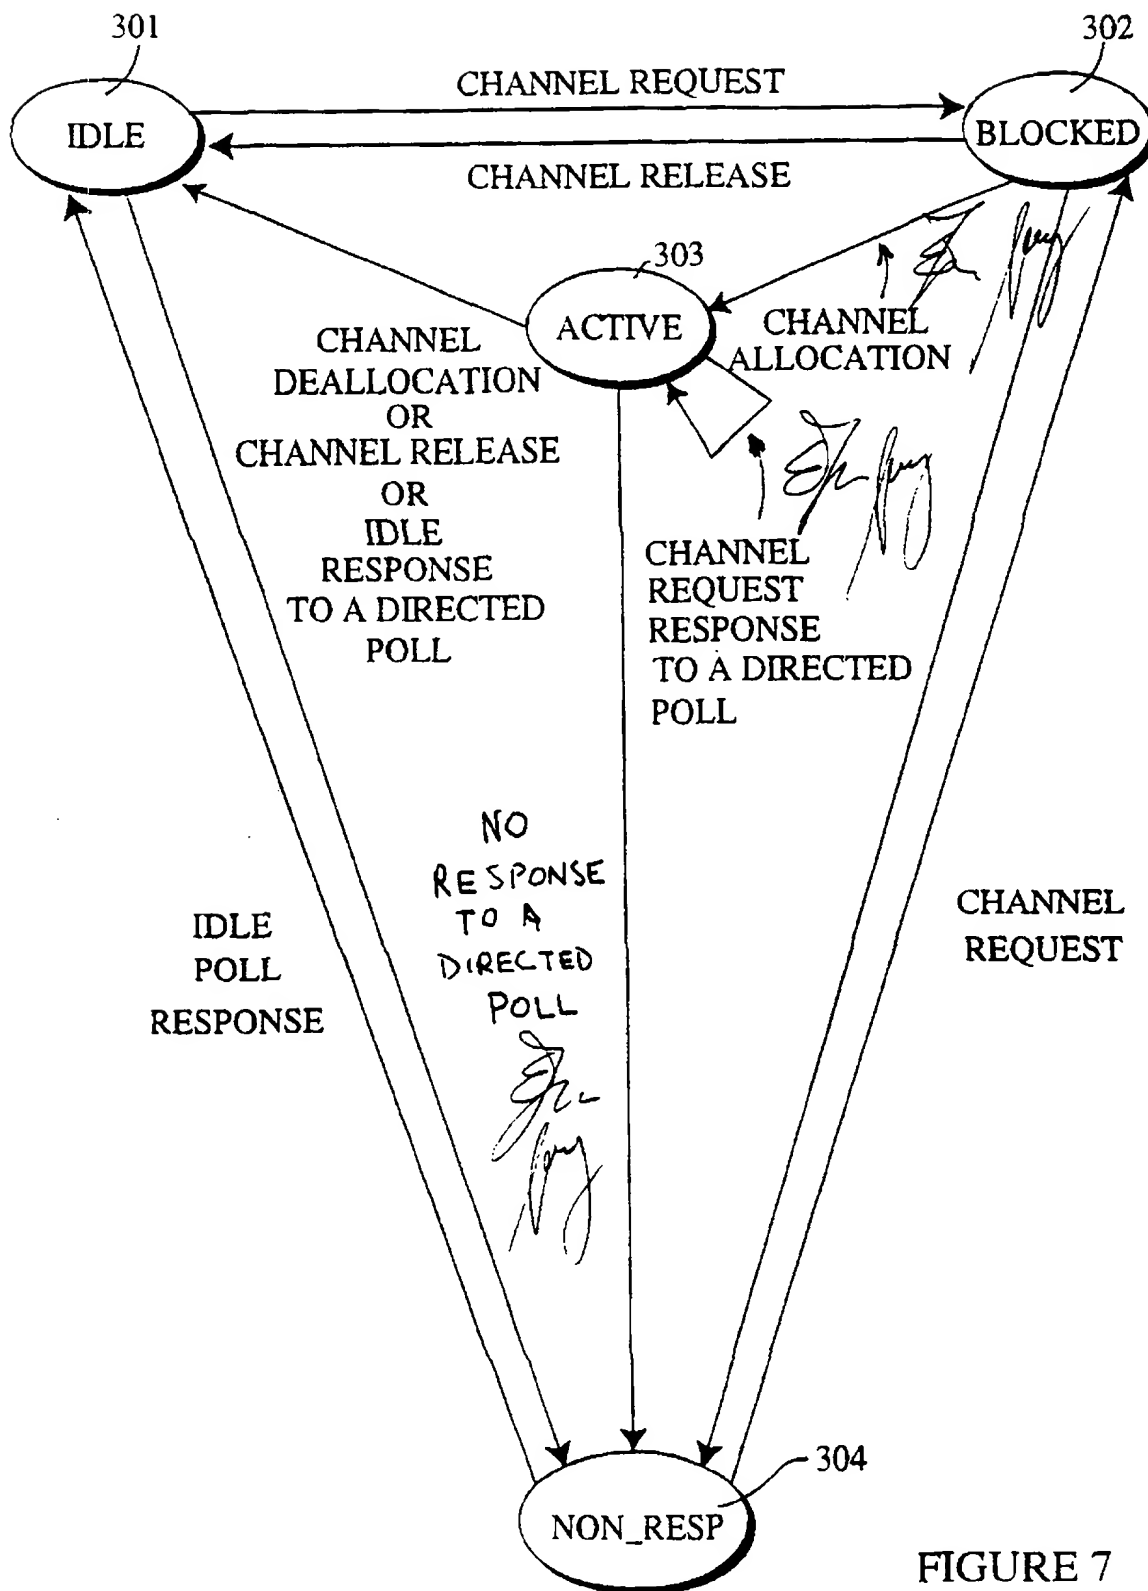 301
302
CHANNEL REQUEST
IDLE
BLOCKED
CHANNEL RELEASE
303
ACTIVE
CHANNEL
ALLOCATION
CHANNEL
DEALLOCATION
OR
CHANNEL RELEASE
OR
IDLE
RESPONSE
TO A DIRECTED
POLL
CHANNEL
REQUEST
RESPONSE
TO A DIRECTED
POLL
NO
RESPONSE
TO A
DIRECTED
POLL
IDLE
POLL
RESPONSE
CHANNEL
REQUEST
304
NON_RESP
FIGURE 7